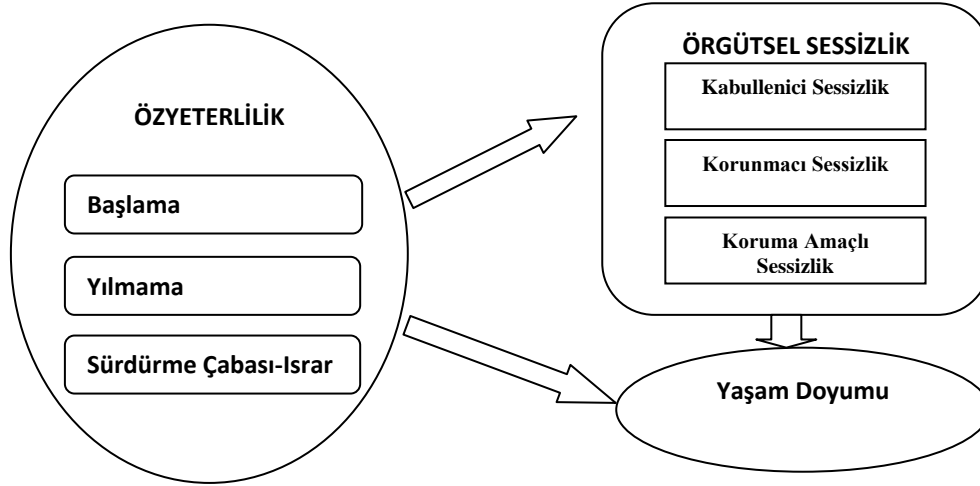 ÖZYETERLİLİK
Başlama
Yılmama
Sürdürme Çabası-Israr
ÖRGÜTSEL SESSİZLİK
Kabullenici Sessizlik
Korunmacı Sessizlik
Koruma Amaçlı
Sessizlik
Yaşam Doyumu